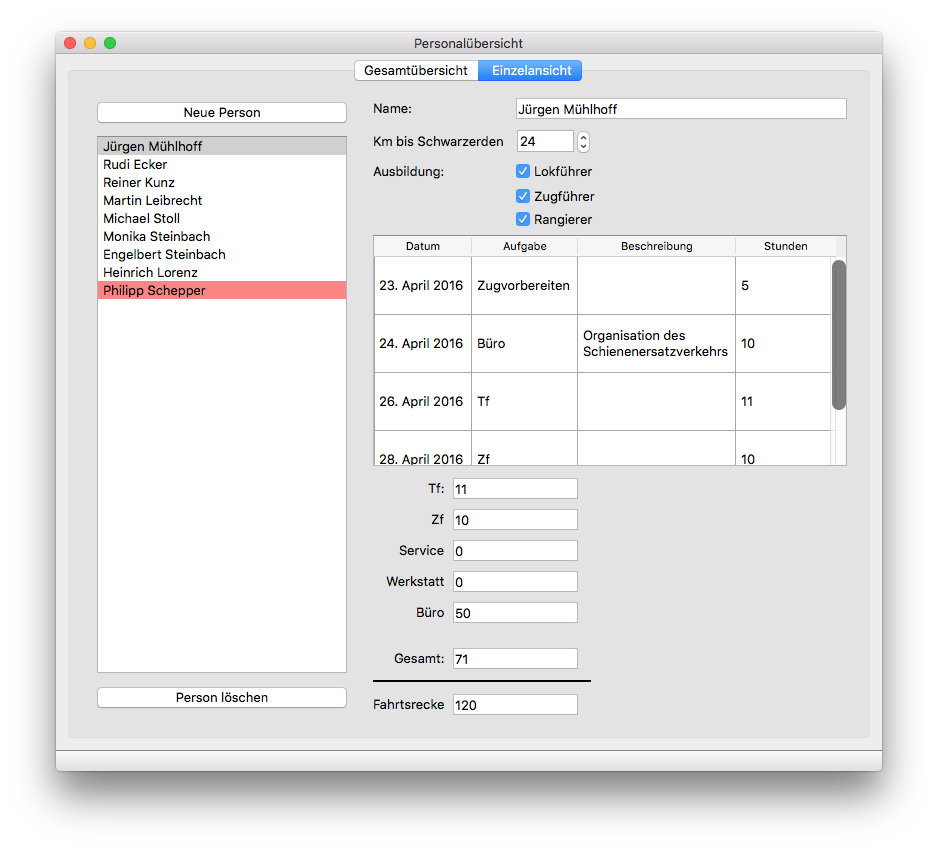 Personalübersicht
Gesamtübersicht Einzelansicht
Neue Person
Jürgen Mühlhoff
Rudi Ecker
Reiner Kunz
Martin Leibrecht
Michael Stoll
Monika Steinbach
Engelbert Steinbach
Heinrich Lorenz
Philipp Schepper
Person löschen
Name: Jürgen Mühlhoff
Km bis Schwarzerden 24
Ausbildung: Lokführer
Zugführer
Rangierer
Datum Aufgabe Beschreibung Stunden
23. April 2016 Zugvorbereiten 5
24. April 2016 Büro Organisation des
Schienenersatzverkehrs 10
26. April 2016 Tf 11
28. April 2016 Zf 10
Tf: 11
Zf 10
Service 0
Werkstatt 0
Büro 50
Gesamt: 71
Fahrtsrecke 120